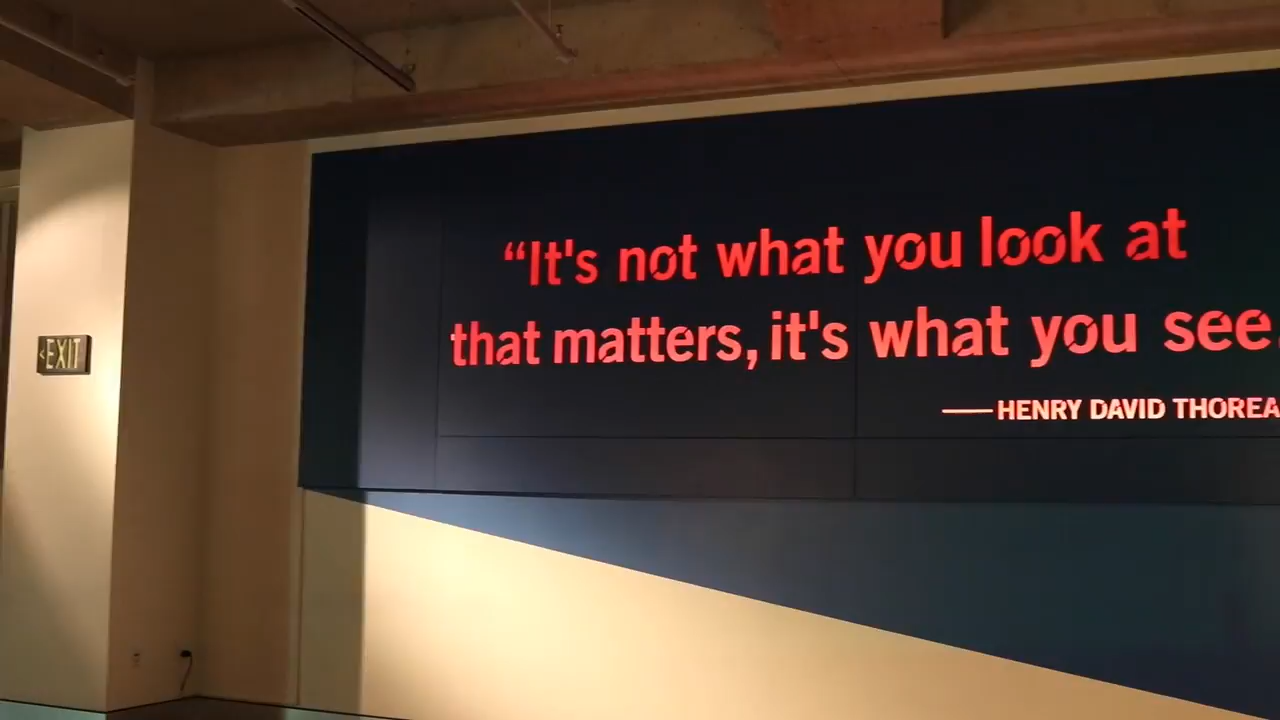 <EXIT
“It's not what you look at
that matters, it's what you see.
—HENRY DAVID THOREA